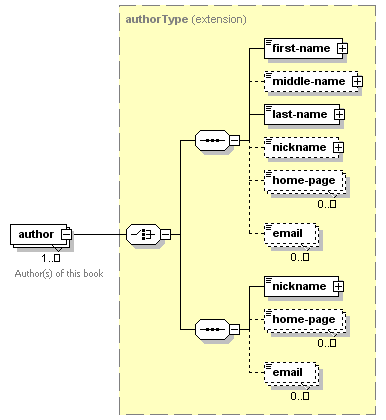 authorType (extension)
first-name
middle-name
last-name
nickname
home-page
0..
email
0..
author
1..
Author(s) of this book
nickname
home-page
0..
email
0..